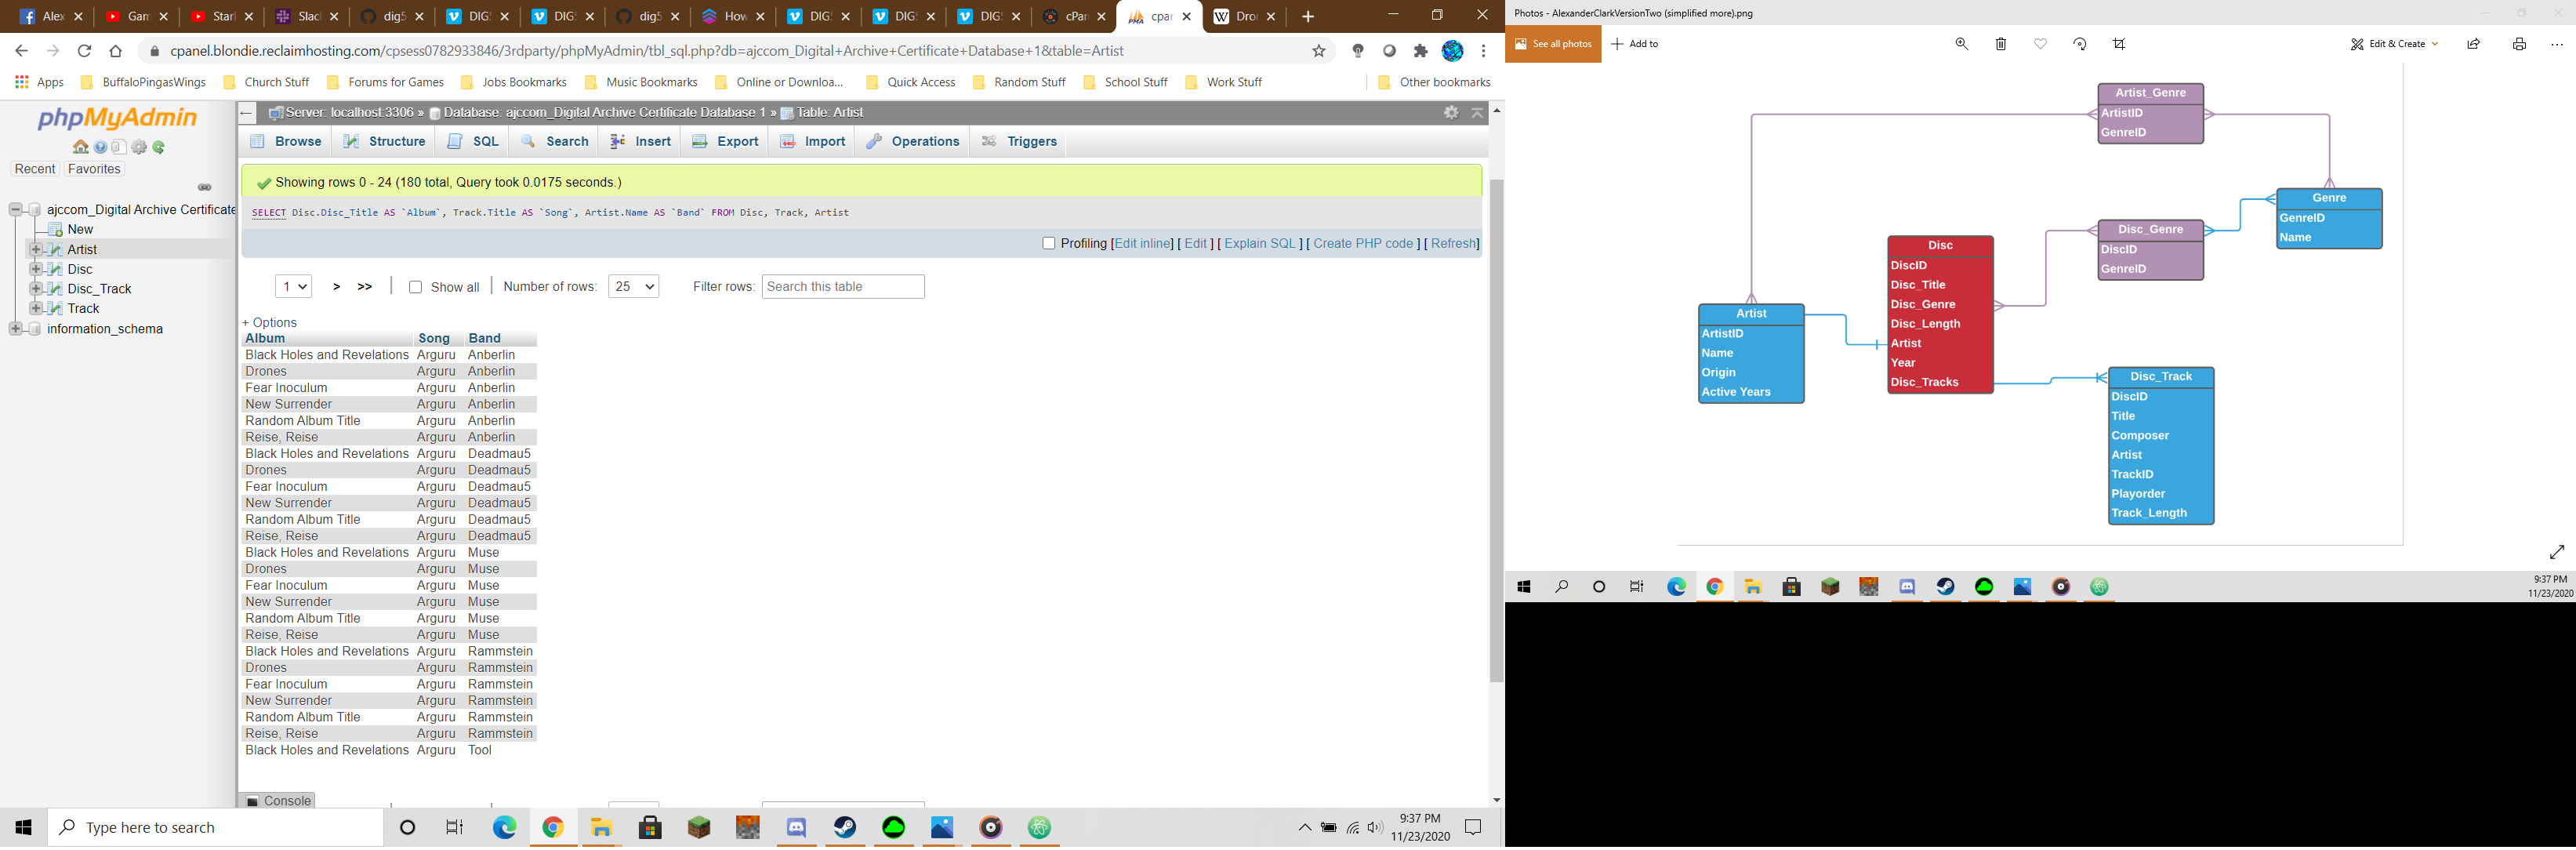 Alex
Gam
Starl
Slac
dig5
DIG!
DIG!
dig5
How
DIG!
DIG!
DIG!
cPan
cpan
Dro
cpanel.blondie.reclaimhosting.com/cpsess0782933846/3rdparty/phpMyAdmin/tbl_sql.php?db=ajccom_Digital+Archive+Certificate+Database+1&table=Artist
Apps
BuffaloPingasWings
Church Stuff
Forums for Games
Jobs Bookmarks
Music Bookmarks
Online or Downloa...
Quick Access
Random Stuff
School Stuff
Work Stuff
Other bookmarks
phpMyAdmin
Recent
Favorites
ajccom_Digital Archive Certificate
New
Artist
Disc
Disc_Track
Track
information_schema
Server: localhost:3306 » Database: ajccom_Digital Archive Certificate Database 1 » Table: Artist
Browse
Structure
SQL
Search
Insert
Export
Import
Operations
Triggers
Showing rows 0 - 24 (180 total, Query took 0.0175 seconds.)
SELECT Disc.Disc_Title AS `Album`, Track.Title AS `Song`, Artist.Name AS `Band` FROM Disc, Track, Artist
Profiling [Edit inline] [ Edit ] [ Explain SQL ] [ Create PHP code ] [ Refresh]
1 > >> Show all Number of rows: 25 Filter rows: Search this table
+ Options
Album Song Band
Black Holes and Revelations Arguru Anberlin
Drones Arguru Anberlin
Fear Inoculum Arguru Anberlin
New Surrender Arguru Anberlin
Random Album Title Arguru Anberlin
Reise, Reise Arguru Anberlin
Black Holes and Revelations Arguru Deadmau5
Drones Arguru Deadmau5
Fear Inoculum Arguru Deadmau5
New Surrender Arguru Deadmau5
Random Album Title Arguru Deadmau5
Reise, Reise Arguru Deadmau5
Black Holes and Revelations Arguru Muse
Drones Arguru Muse
Fear Inoculum Arguru Muse
New Surrender Arguru Muse
Random Album Title Arguru Muse
Reise, Reise Arguru Muse
Black Holes and Revelations Arguru Rammstein
Drones Arguru Rammstein
Fear Inoculum Arguru Rammstein
New Surrender Arguru Rammstein
Random Album Title Arguru Rammstein
Reise, Reise Arguru Rammstein
Black Holes and Revelations Arguru Tool
Console
Type here to search
9:37 PM
11/23/2020
Photos - AlexanderClarkVersionTwo (simplified more).png
See all photos
Add to
Edit & Create
Artist_Genre
ArtistID
GenreID
Genre
GenreID
Name
Disc_Genre
DiscID
GenreID
Disc
DiscID
Disc_Title
Disc_Genre
Disc_Length
Artist
Year
Disc_Tracks
Artist
ArtistID
Name
Origin
Active Years
Disc_Track
DiscID
Title
Composer
Artist
TrackID
Playorder
Track_Length
9:37 PM
11/23/2020